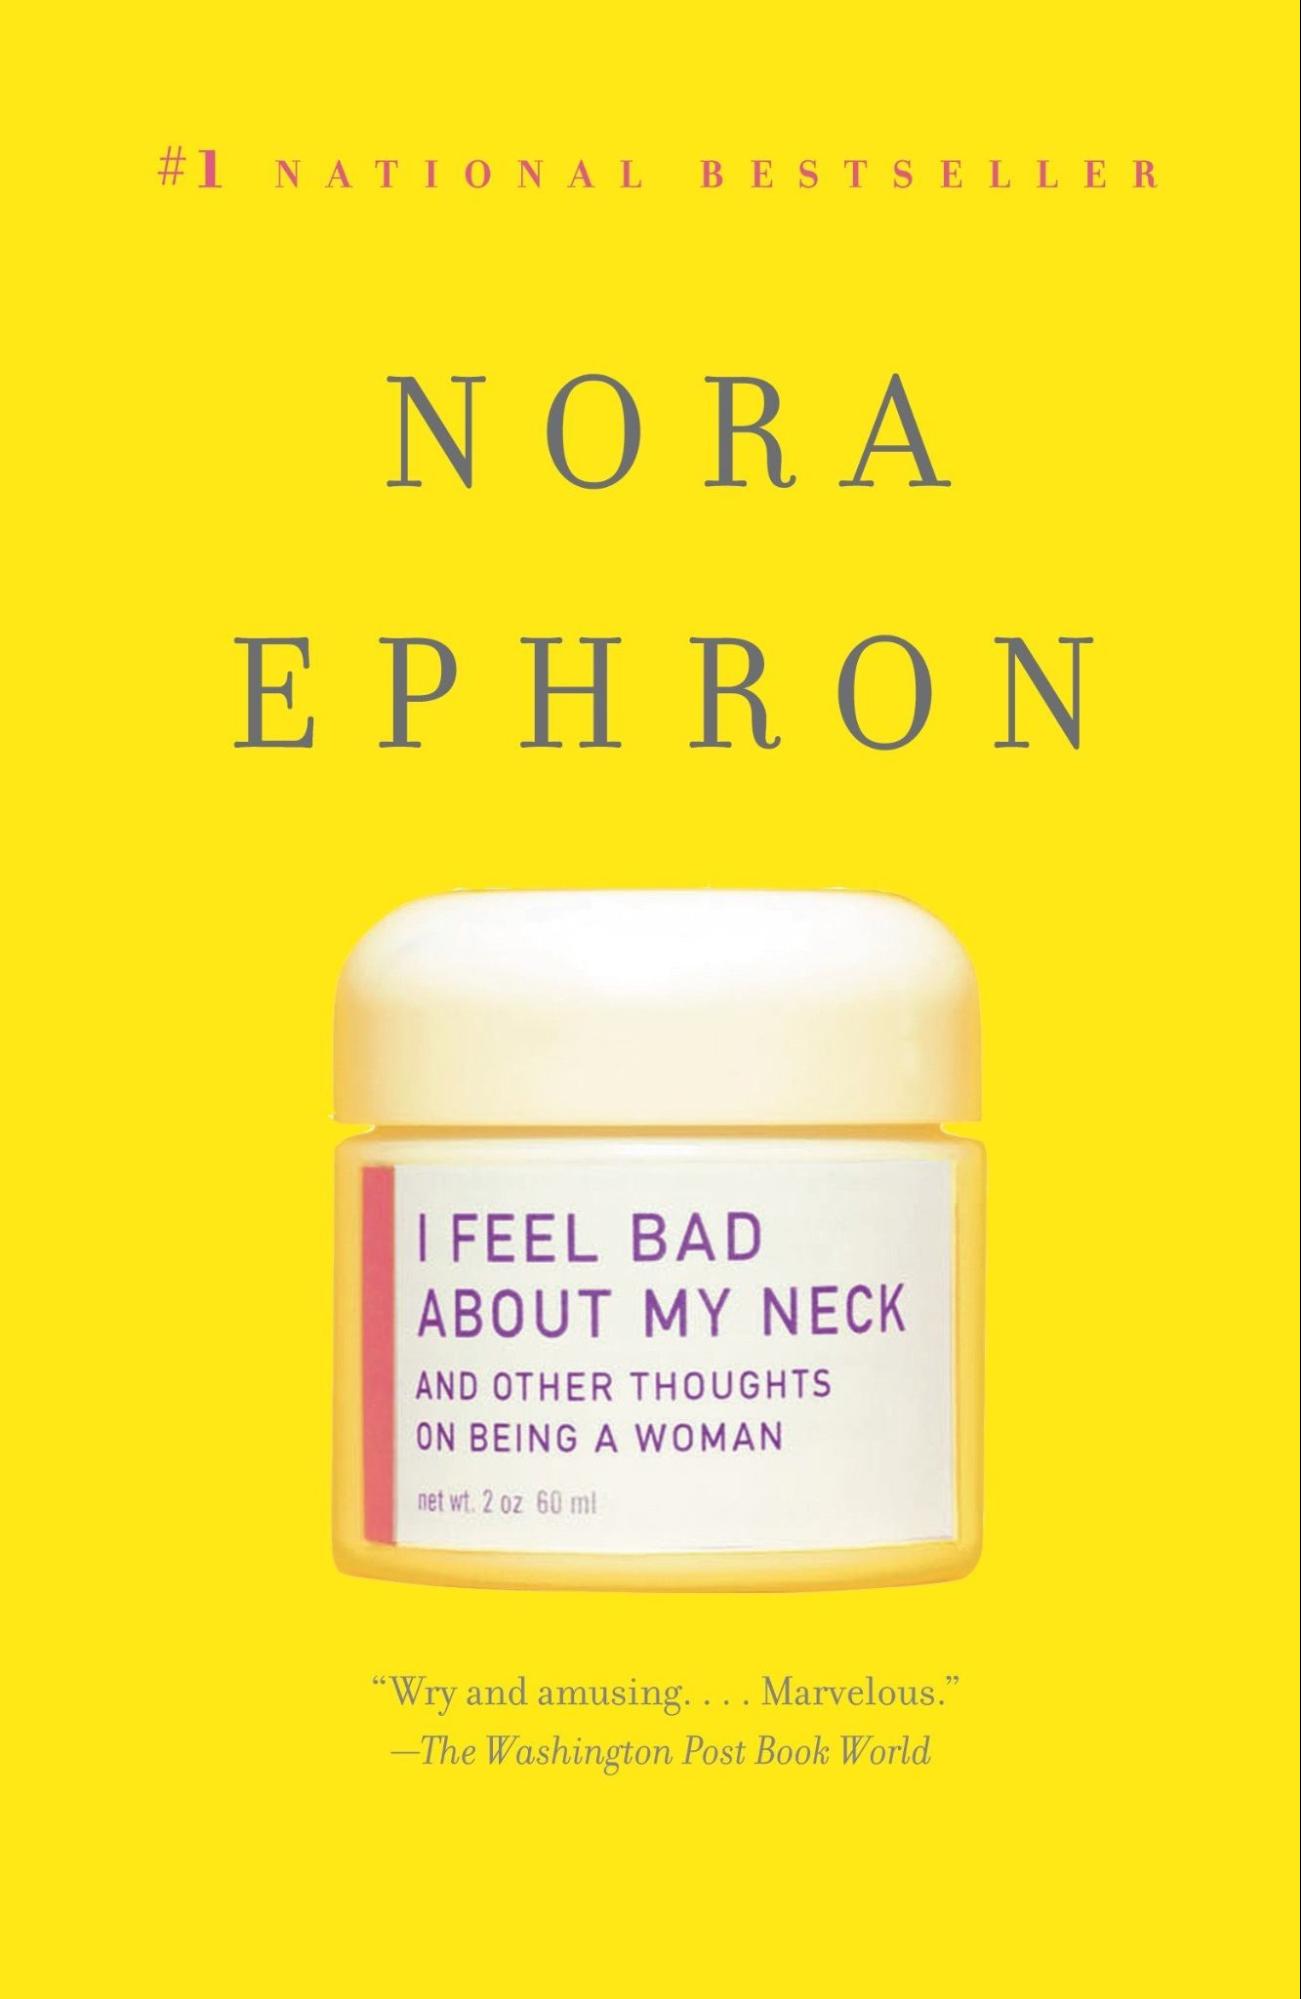 #1 NATIONAL BESTSELLER
NORA
EPHRON
I FEEL BAD
ABOUT MY NECK
AND OTHER THOUGHTS
ON BEING A WOMAN
net wt. 2 oz 60 ml
“Wry and amusing. . . . Marvelous.”
—The Washington Post Book World